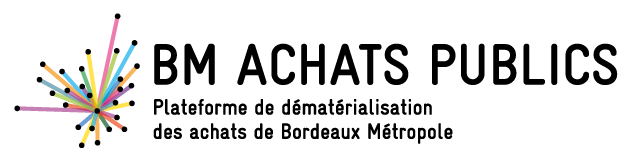 BM ACHATS PUBLICS
Plateforme de dématérialisation
des achats de Bordeaux Métropole